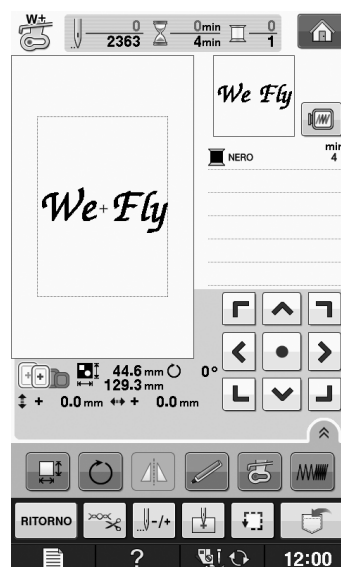 W+
0
2363
0min
4min
0
1
We Fly
NERO
min
4
We Fly
44.6 mm 0°
129.3 mm
+ 0.0 mm + 0.0 mm
RITORNO
-/+
?
12:00